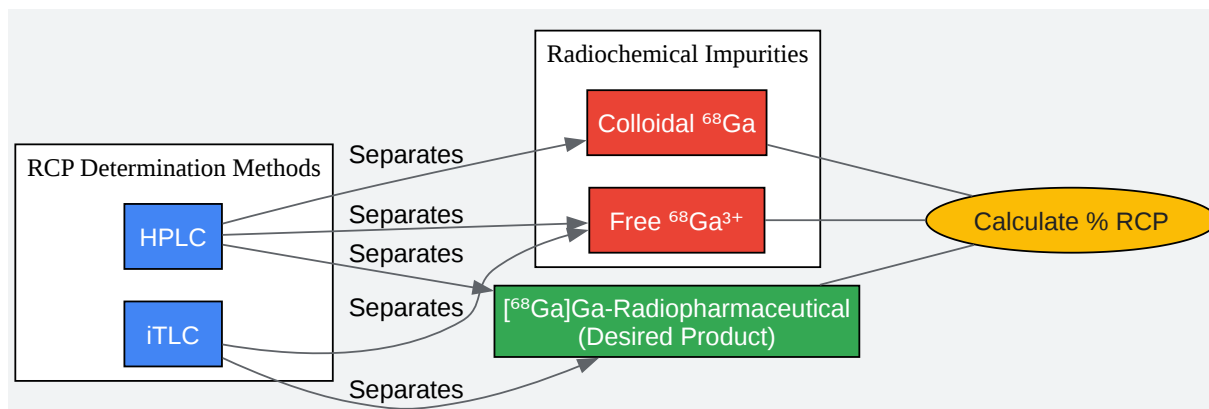 Radiochemical Impurities
Colloidal ⁶⁸Ga
Separates
RCP Determination Methods
HPLC
Separates
Free ⁶⁸Ga³⁺
Calculate % RCP
Separates
[⁶⁸Ga]Ga-Radiopharmaceutical
(Desired Product)
Separates
iTLC
Separates